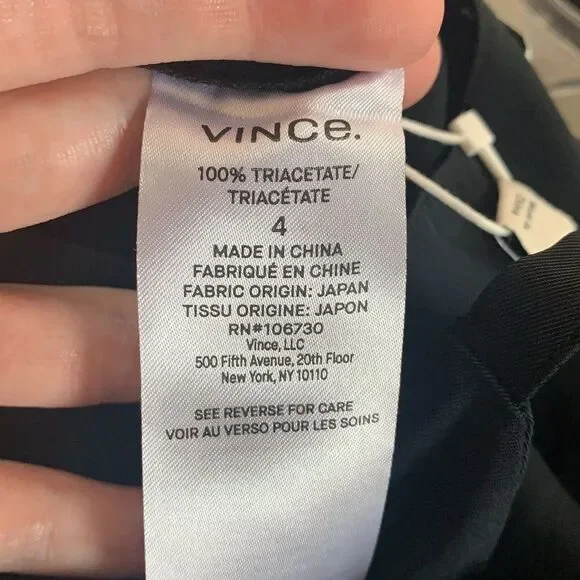 VINCE.
100% TRIACETATE/
TRIACÉTATE
4
MADE IN CHINA
FABRIQUÉ EN CHINE
FABRIC ORIGIN: JAPAN
TISSU ORIGINE: JAPON
RN#106730
Vince, LLC
500 Fifth Avenue, 20th Floor
New York, NY 10110
SEE REVERSE FOR CARE
VOIR AU VERSO POUR LES SOINS